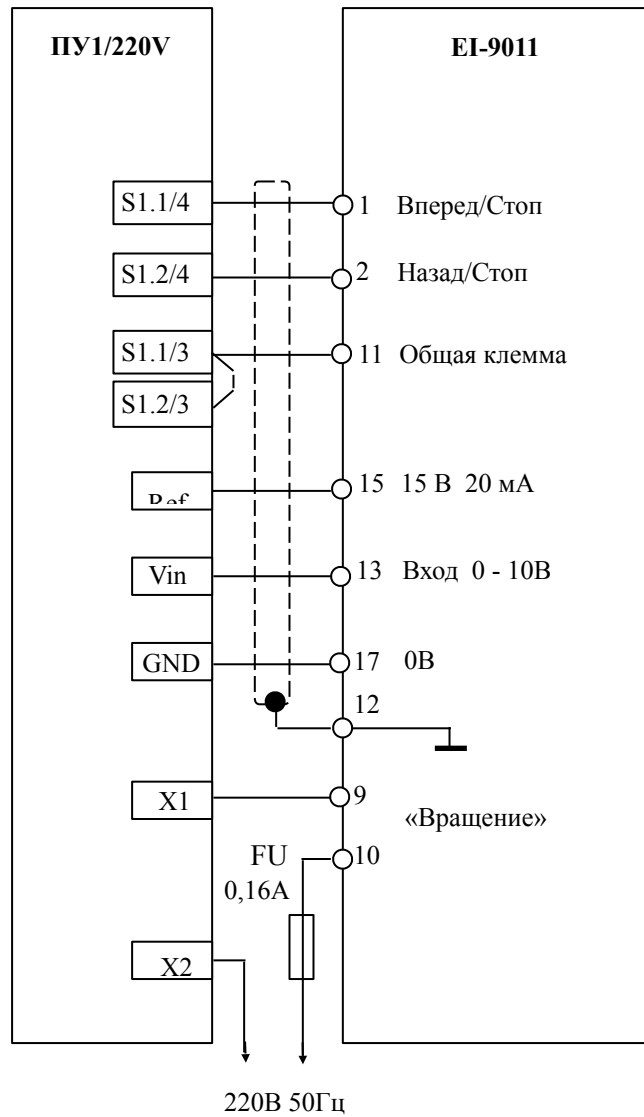 ПУ1/220V
EI-9011
S1.1/4
1 Вперед/Стоп
S1.2/4
2 Назад/Стоп
S1.1/3
11 Общая клемма
S1.2/3
Ref
15 15 В 20 мА
Vin
13 Вход 0 - 10В
GND
17 0В
12
X1
9
«Вращение»
FU
10
0,16А
X2
220В 50Гц